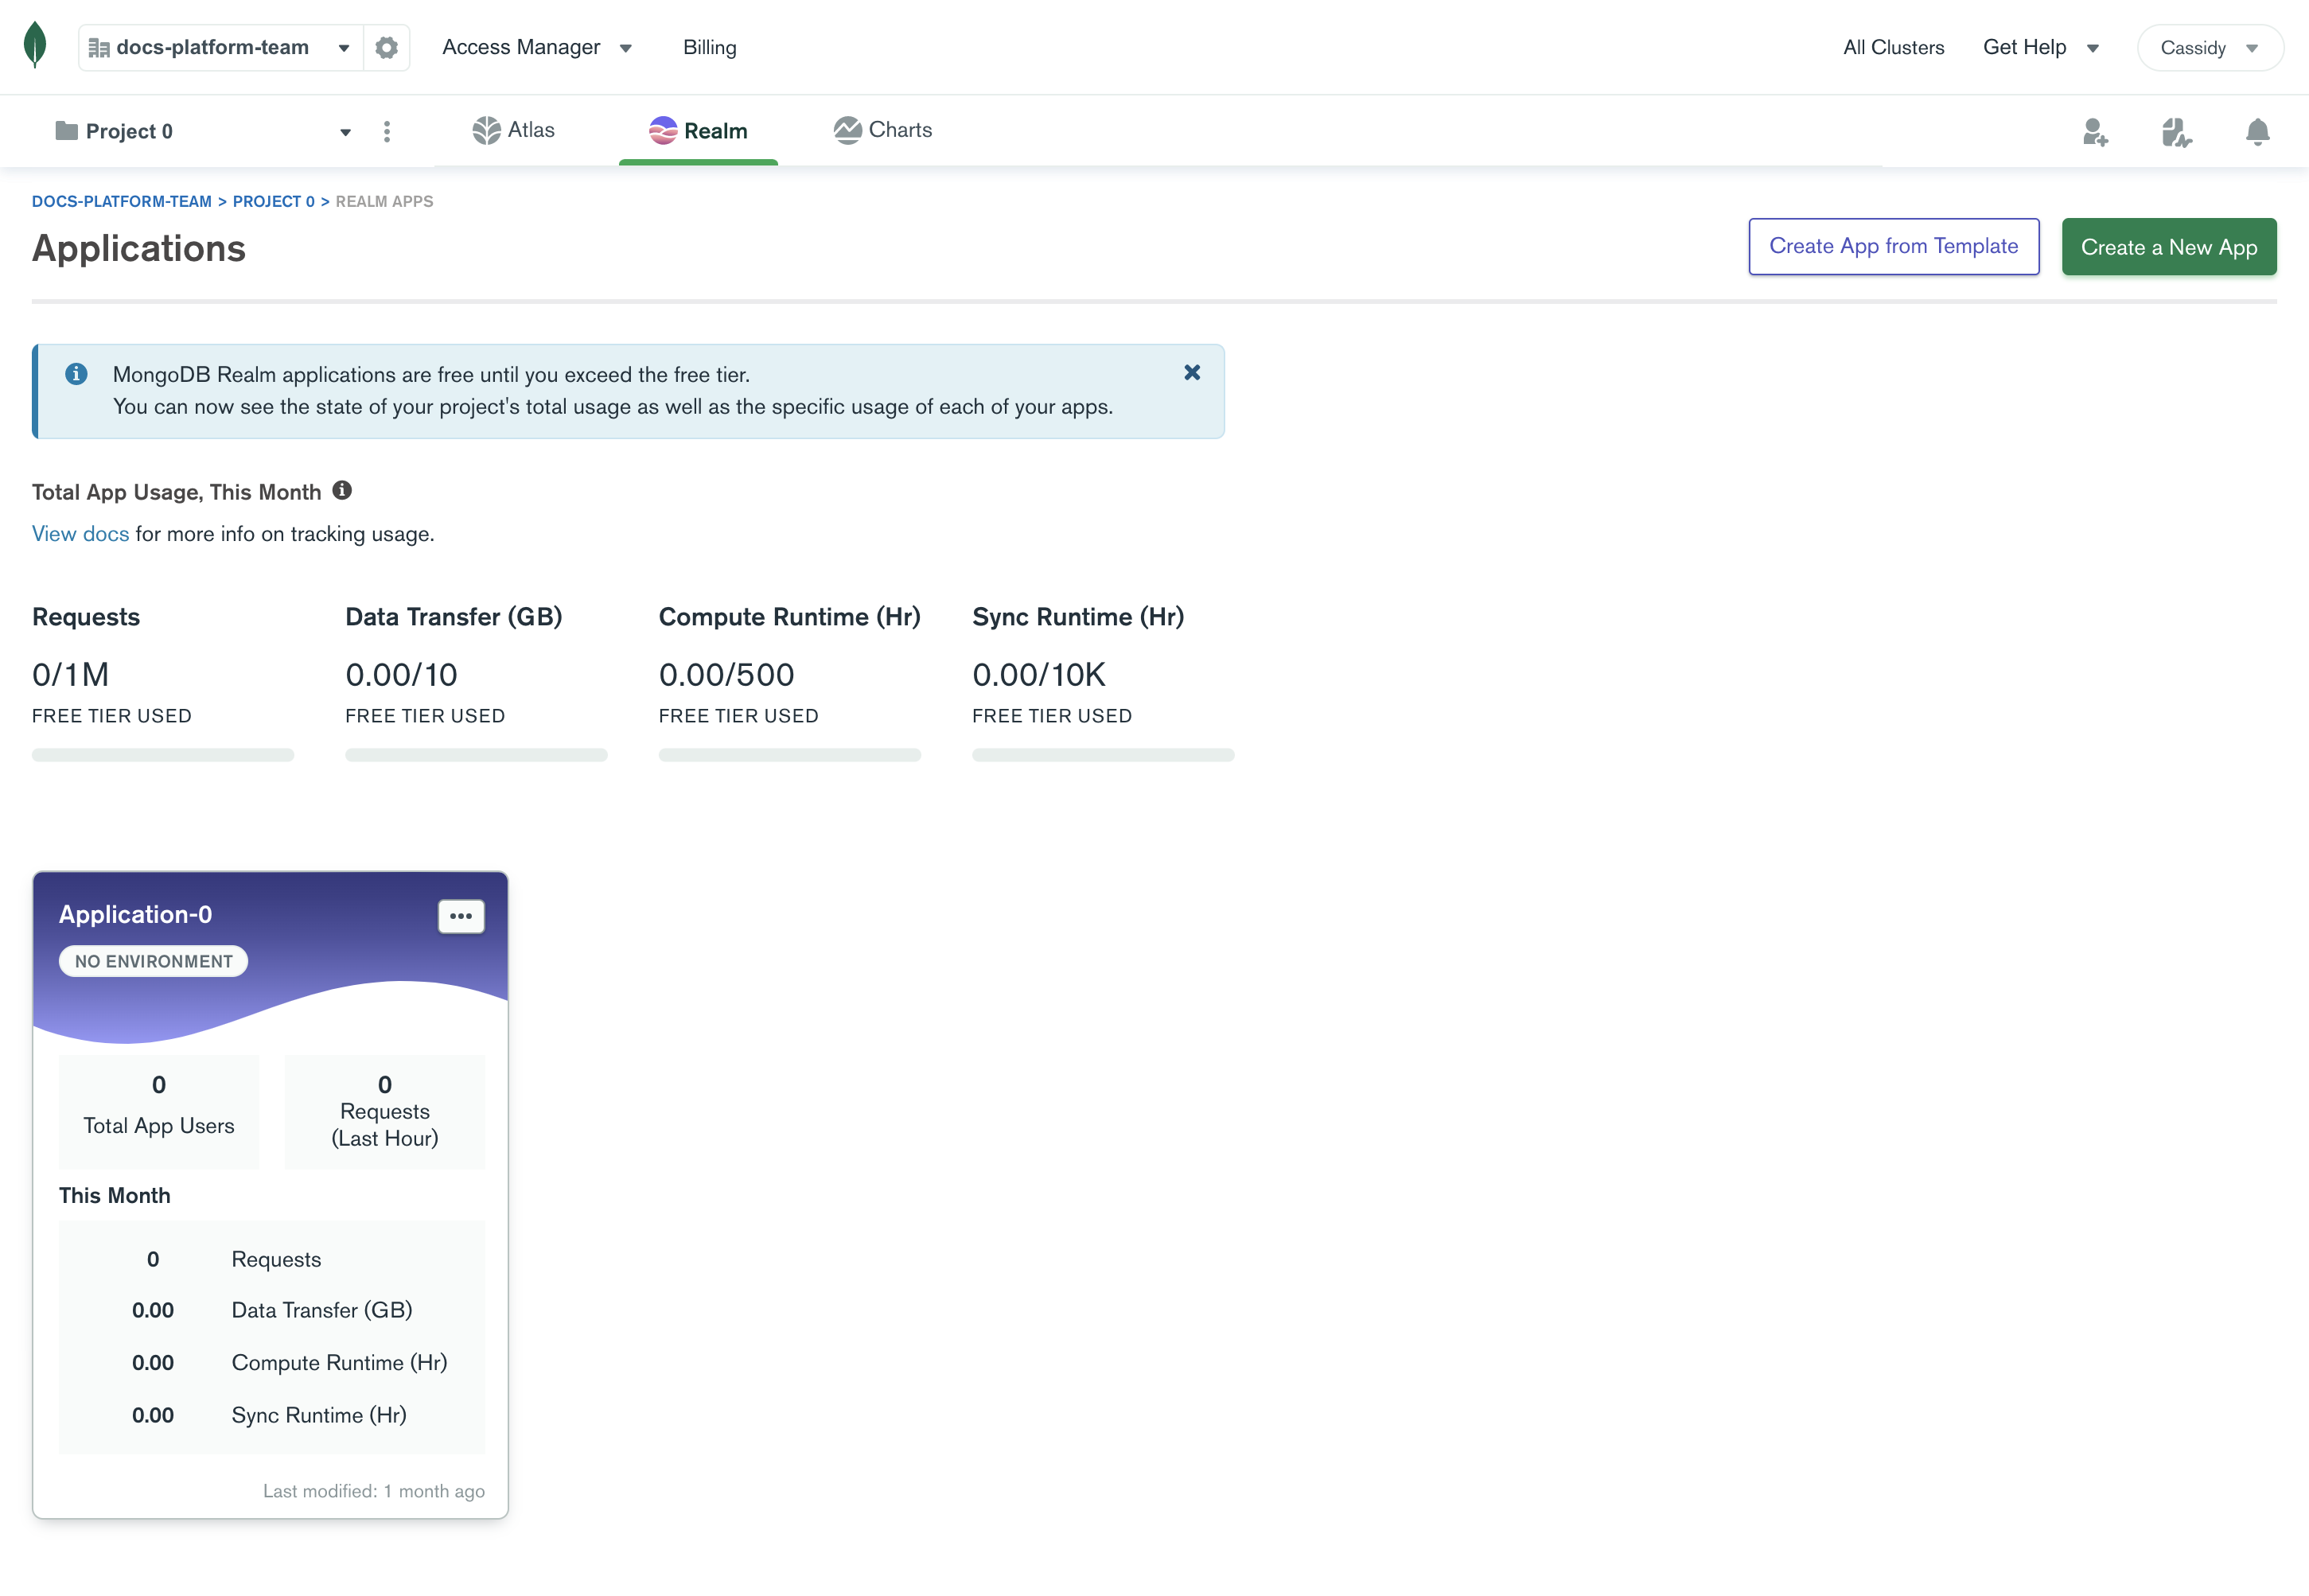 docs-platform-team
Access Manager
Billing
All Clusters
Get Help
Cassidy
Project 0
Atlas
Realm
Charts
DOCS-PLATFORM-TEAM > PROJECT 0 > REALM APPS
Applications
Create App from Template
Create a New App
MongoDB Realm applications are free until you exceed the free tier.
You can now see the state of your project's total usage as well as the specific usage of each of your apps.
Total App Usage, This Month
View docs for more info on tracking usage.
Requests
0/1M
FREE TIER USED
Data Transfer (GB)
0.00/10
FREE TIER USED
Compute Runtime (Hr)
0.00/500
FREE TIER USED
Sync Runtime (Hr)
0.00/10K
FREE TIER USED
Application-0
NO ENVIRONMENT
0
Total App Users
0
Requests
(Last Hour)
This Month
0 Requests
0.00 Data Transfer (GB)
0.00 Compute Runtime (Hr)
0.00 Sync Runtime (Hr)
Last modified: 1 month ago